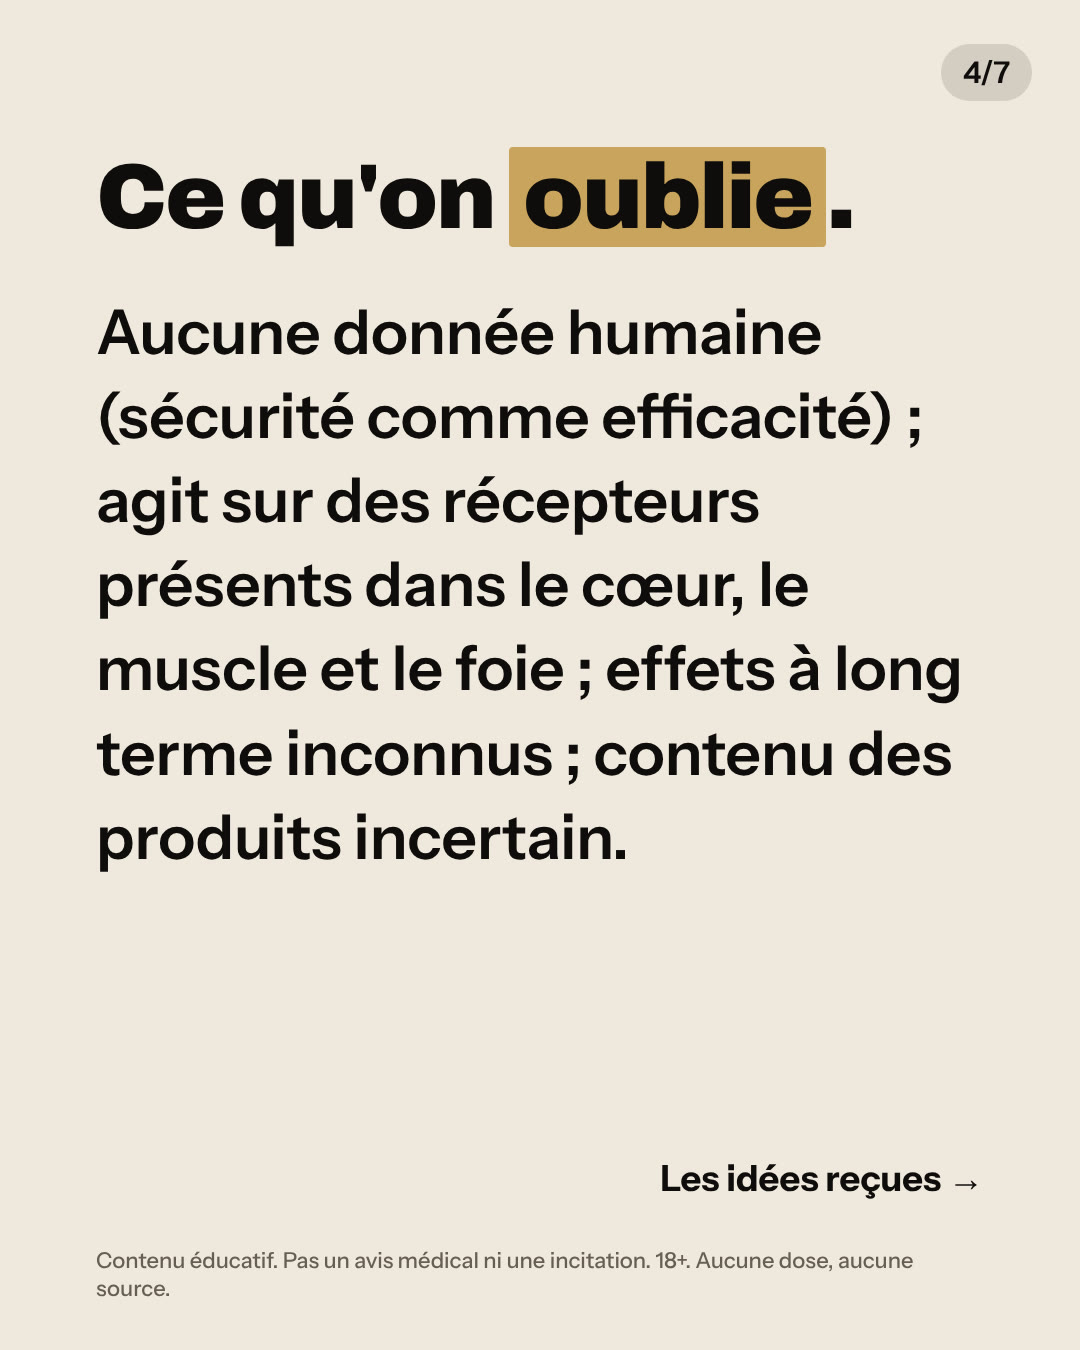 4/7
Ce qu'on oublie.
Aucune donnée humaine
(sécurité comme efficacité) ;
agit sur des récepteurs
présents dans le cœur, le
muscle et le foie ; effets à long
terme inconnus ; contenu des
produits incertain.
Les idées reçues →
Contenu éducatif. Pas un avis médical ni une incitation. 18+. Aucune dose, aucune
source.